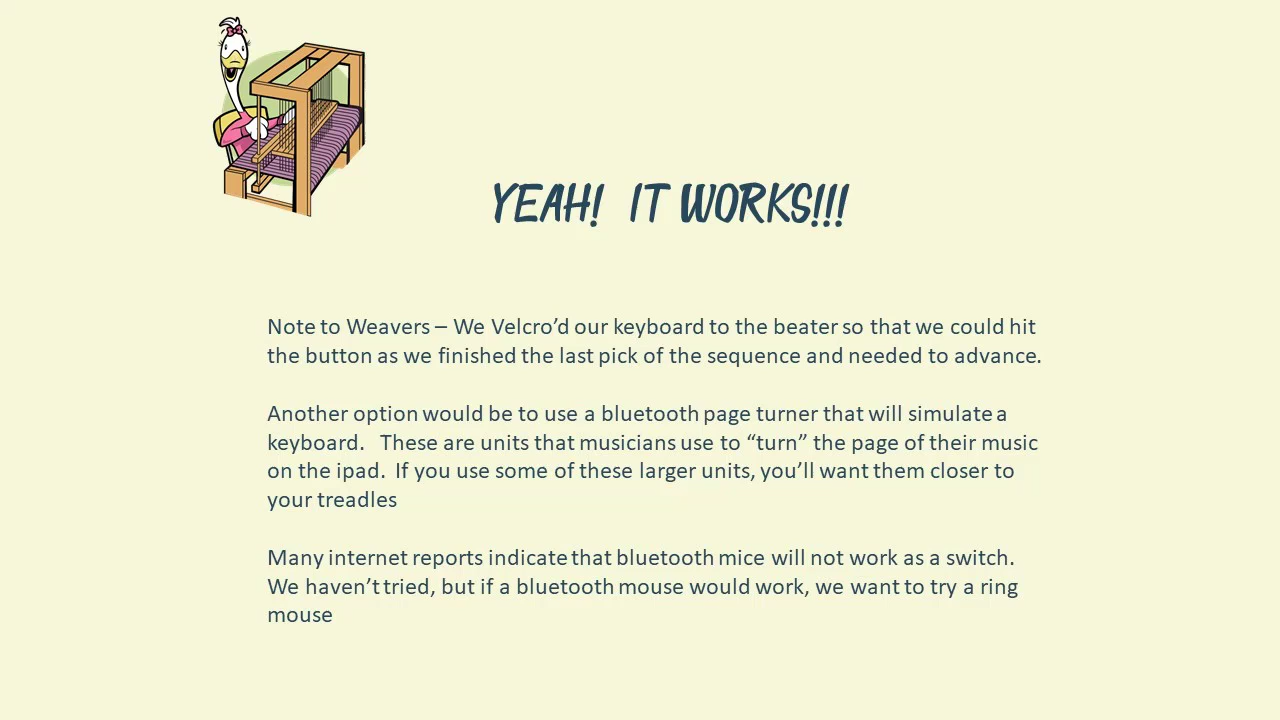 YEAH! IT WORKS!!!
Note to Weavers – We Velcro’d our keyboard to the beater so that we could hit
the button as we finished the last pick of the sequence and needed to advance.
Another option would be to use a bluetooth page turner that will simulate a
keyboard. These are units that musicians use to “turn” the page of their music
on the ipad. If you use some of these larger units, you’ll want them closer to
your treadles
Many internet reports indicate that bluetooth mice will not work as a switch.
We haven’t tried, but if a bluetooth mouse would work, we want to try a ring
mouse